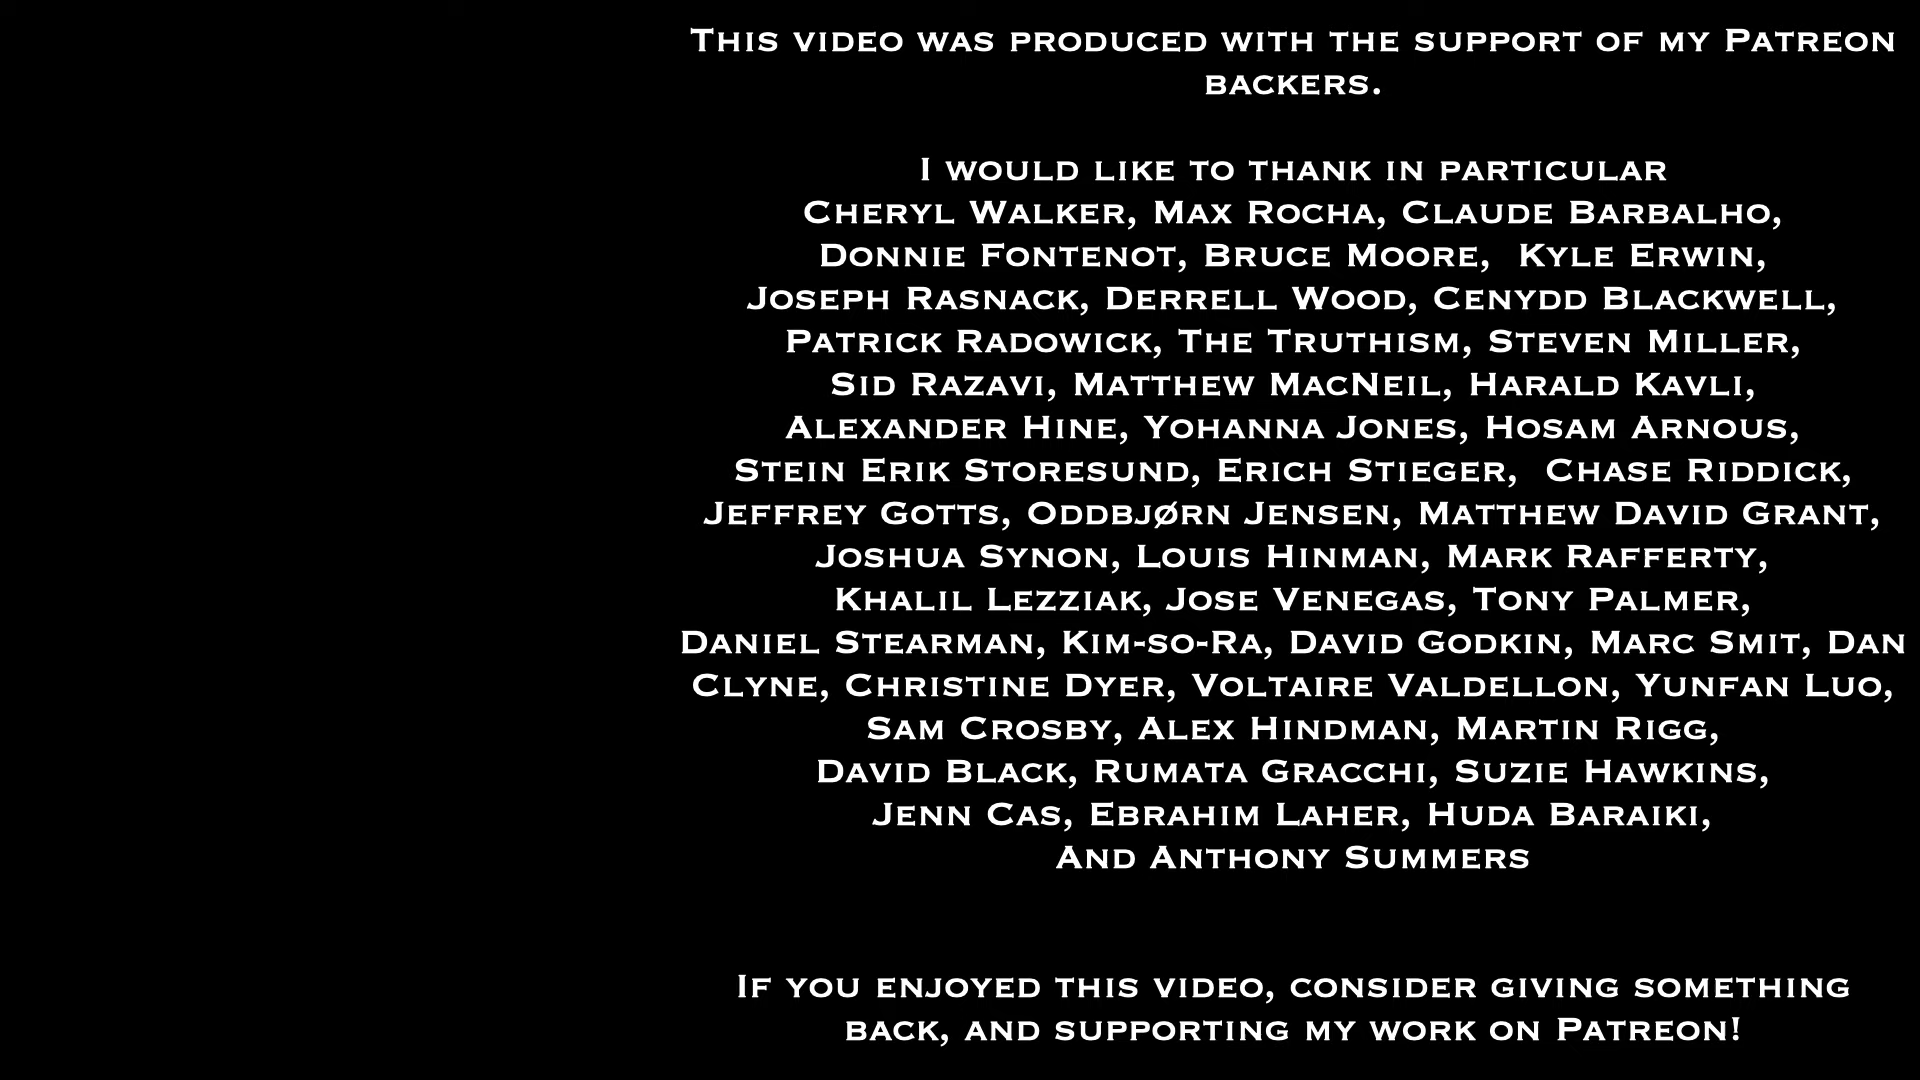 This video was produced with the support of my Patreon
backers.
I would like to thank in particular
Cheryl Walker, Max Rocha, Claude Barbalho,
Donnie Fontenot, Bruce Moore,  Kyle Erwin,
Joseph Rasnack, Derrell Wood, Cenydd Blackwell,
Patrick Radowick, The Truthism, Steven Miller,
Sid Razavi, Matthew MacNeil, Harald Kavli,
Alexander Hine, Yohanna Jones, Hosam Arnous,
Stein Erik Storesund, Erich Stieger,  Chase Riddick,
Jeffrey Gotts, Oddbjørn Jensen, Matthew David Grant,
Joshua Synon, Louis Hinman, Mark Rafferty,
Khalil Lezziak, Jose Venegas, Tony Palmer,
Daniel Stearman, Kim-so-Ra, David Godkin, Marc Smit, Dan
Clyne, Christine Dyer, Voltaire Valdellon, Yunfan Luo,
Sam Crosby, Alex Hindman, Martin Rigg,
David Black, Rumata Gracchi, Suzie Hawkins,
Jenn Cas, Ebrahim Laher, Huda Baraiki,
And Anthony Summers
If you enjoyed this video, consider giving something
back, and supporting my work on Patreon!